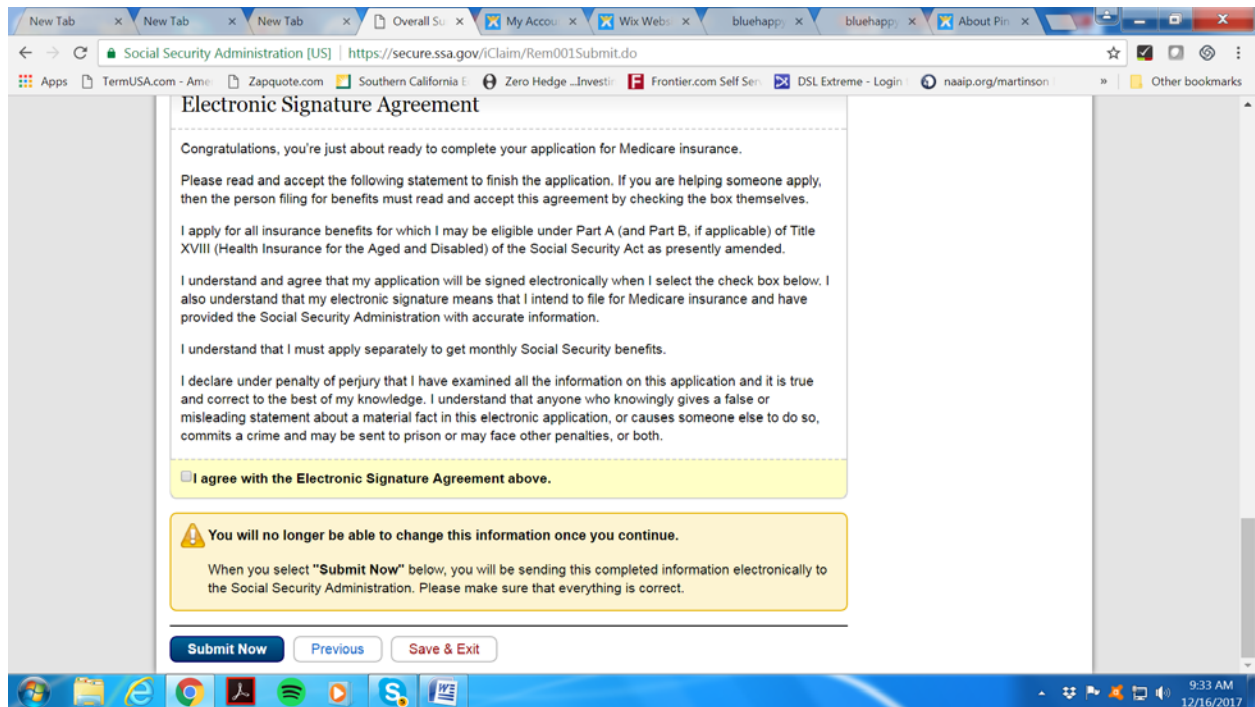 New Tab
New Tab
New Tab
Overall Su
My Accou
Wix Webs
bluehappy
bluehappy
About Pin
Social Security Administration [US] | https://secure.ssa.gov/iClaim/Rem001Submit.do
Apps
TermUSA.com - Ame
Zapquote.com
Southern California E
Zero Hedge ...Investin
Frontier.com Self Serv
DSL Extreme - Login
naaip.org/martinson
»
Other bookmarks
Electronic Signature Agreement
Congratulations, you're just about ready to complete your application for Medicare insurance.
Please read and accept the following statement to finish the application. If you are helping someone apply,
then the person filing for benefits must read and accept this agreement by checking the box themselves.
I apply for all insurance benefits for which I may be eligible under Part A (and Part B, if applicable) of Title
XVIII (Health Insurance for the Aged and Disabled) of the Social Security Act as presently amended.
I understand and agree that my application will be signed electronically when I select the check box below. I
also understand that my electronic signature means that I intend to file for Medicare insurance and have
provided the Social Security Administration with accurate information.
I understand that I must apply separately to get monthly Social Security benefits.
I declare under penalty of perjury that I have examined all the information on this application and it is true
and correct to the best of my knowledge. I understand that anyone who knowingly gives a false or
misleading statement about a material fact in this electronic application, or causes someone else to do so,
commits a crime and may be sent to prison or may face other penalties, or both.
I agree with the Electronic Signature Agreement above.
You will no longer be able to change this information once you continue.
When you select "Submit Now" below, you will be sending this completed information electronically to
the Social Security Administration. Please make sure that everything is correct.
Submit Now
Previous
Save & Exit
9:33 AM
12/16/2017